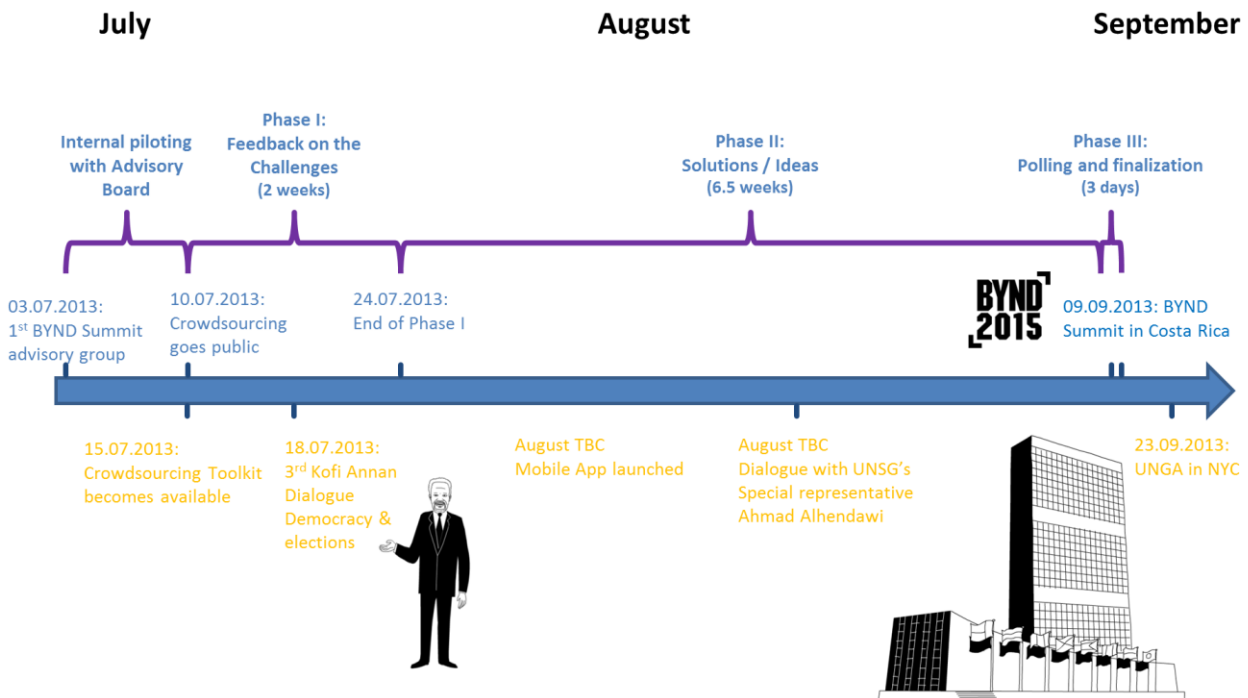 July
August
September
Internal piloting
with Advisory
Board
Phase I:
Feedback on the
Challenges
(2 weeks)
Phase II:
Solutions / Ideas
(6.5 weeks)
Phase III:
Polling and finalization
(3 days)
03.07.2013:
1st BYND Summit
advisory group
10.07.2013:
Crowdsourcing
goes public
24.07.2013:
End of Phase I
BYND
2015
09.09.2013: BYND
Summit in Costa Rica
15.07.2013:
Crowdsourcing Toolkit
becomes available
18.07.2013:
3rd Kofi Annan
Dialogue
Democracy &
elections
August TBC
Mobile App launched
August TBC
Dialogue with UNSG's
Special representative
Ahmad Alhendawi
23.09.2013:
UNGA in NYC